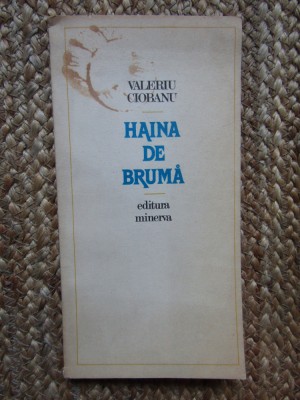 VALERIU
CIOBANU
HAINA
DE
BRUMĂ
editura
minerva